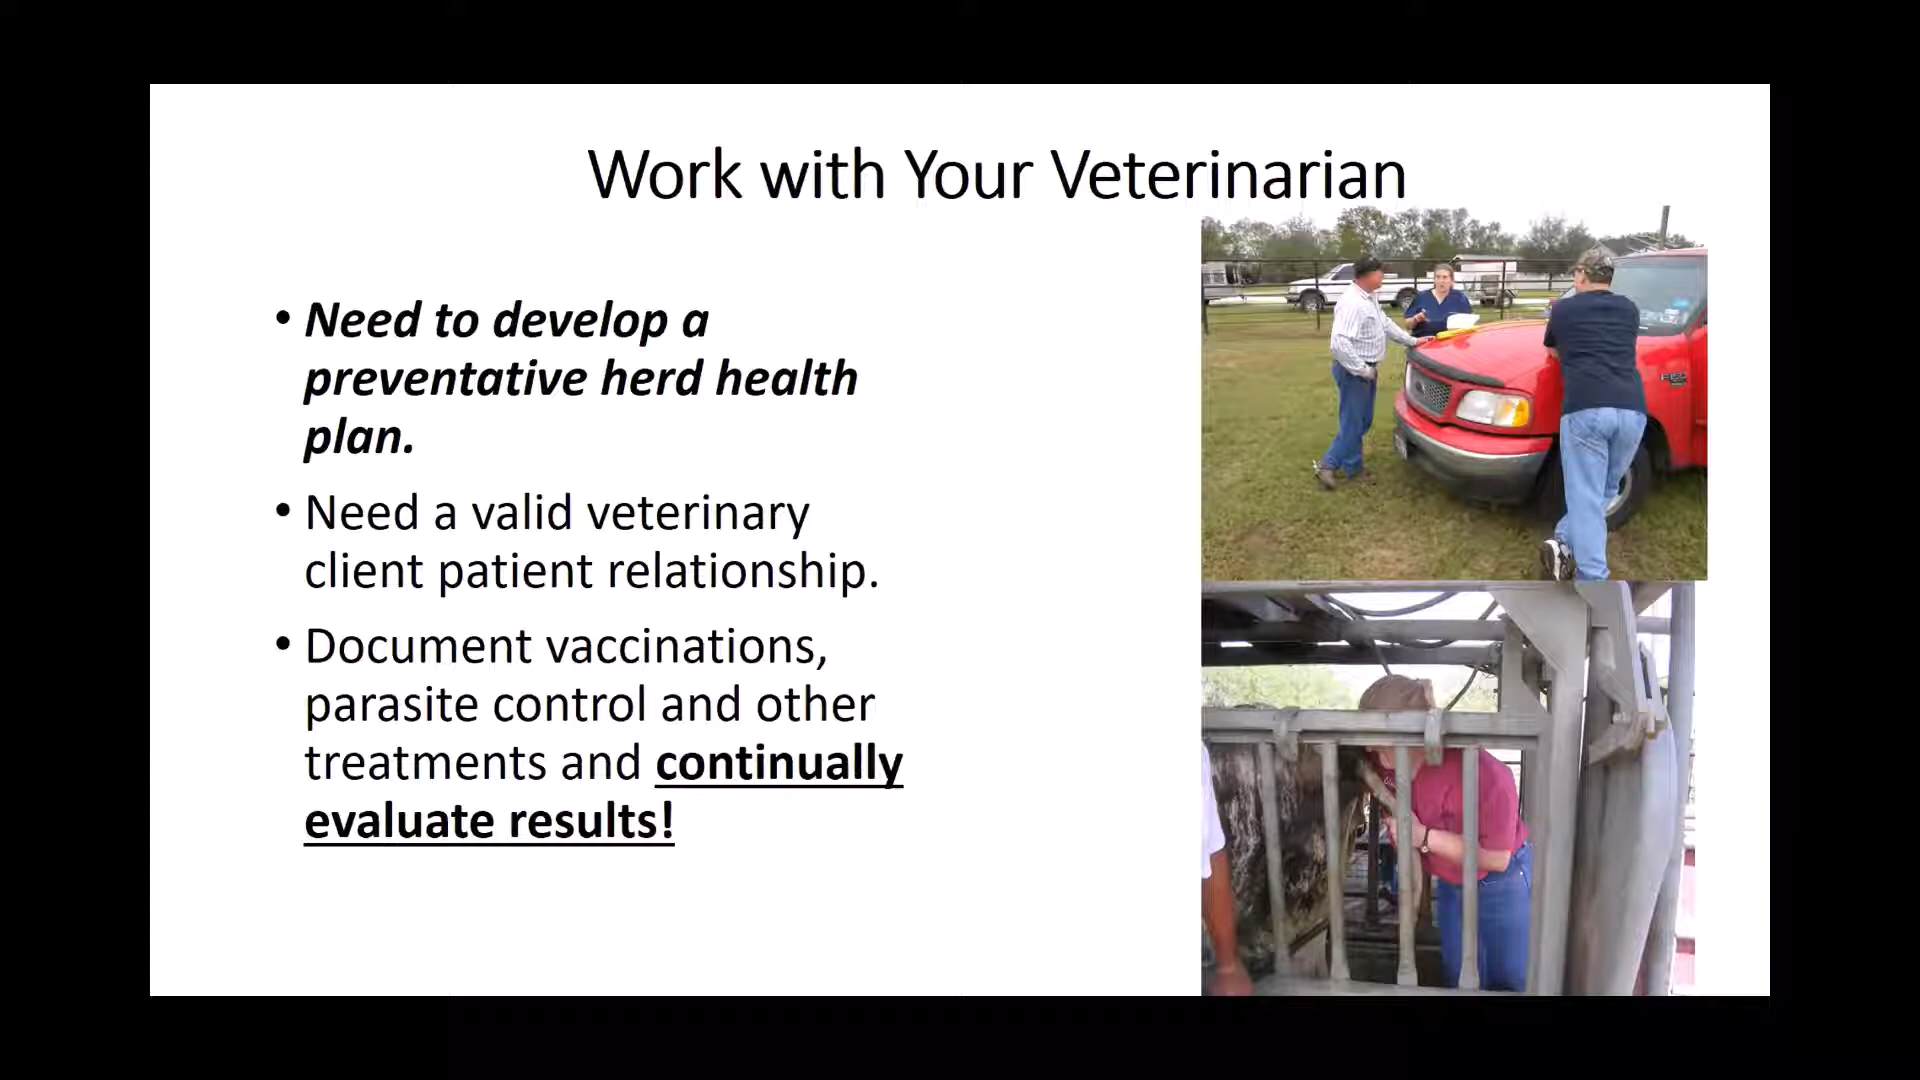 Work with Your Veterinarian
• Need to develop a
preventative herd health
plan.
• Need a valid veterinary
client patient relationship.
• Document vaccinations,
parasite control and other
treatments and continually
evaluate results!